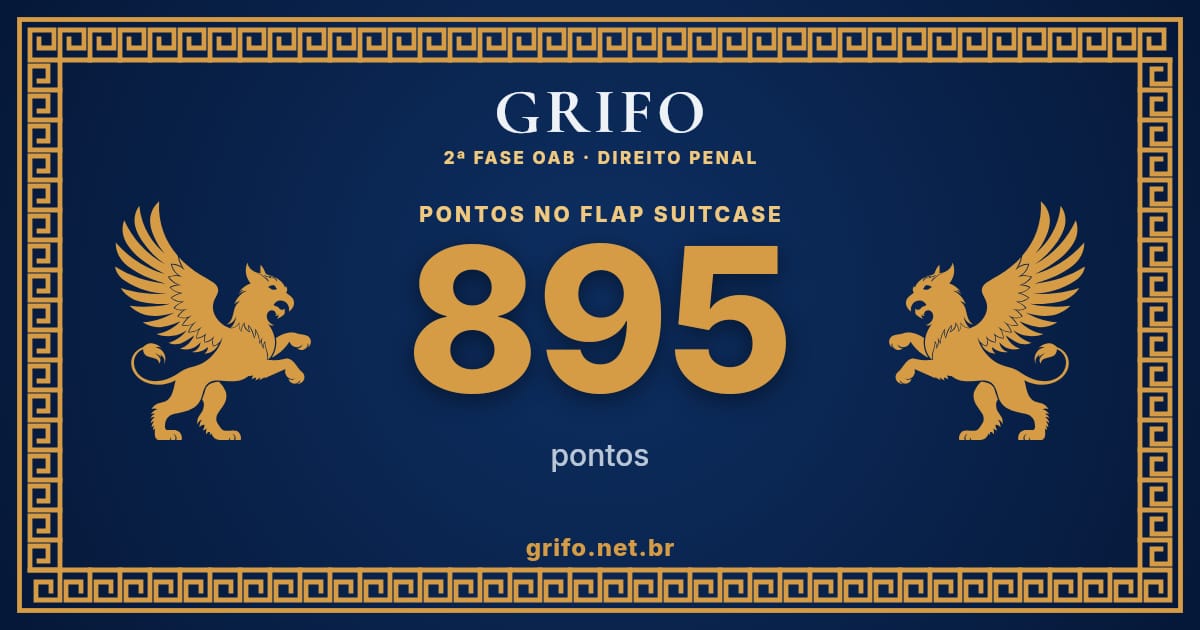 GRIFO
2ª FASE OAB · DIREITO PENAL
PONTOS NO FLAP SUITCASE
895
pontos
grifo.net.br